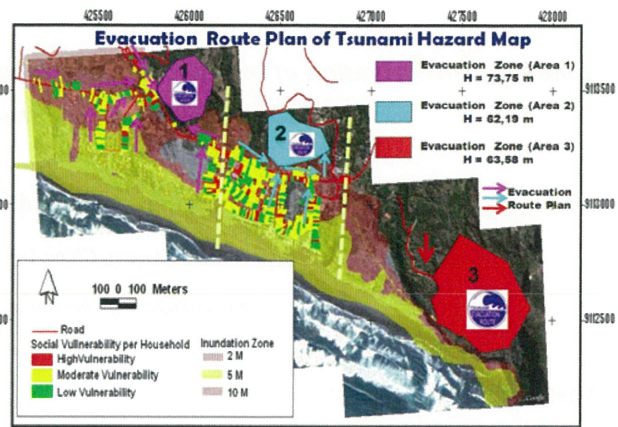 425500 426000 426500 427000 427500 428000
Evacuation Route Plan of Tsunami Hazard Map
Evacuation Zone (Area 1)
H = 73,75 m
Evacuation Zone (Area 2)
H = 62,19 m
Evacuation Zone (Area 3)
H = 63,58 m
Evacuation
Route Plan
1
2
3
EVACUATION
ROUTE
9113500
9113000
9112500
N
100 0 100 Meters
Road
Social Vullnerability per Household
HighVulnerability
Moderate Vulnerability
Low Vulnerability
Inundation Zone
2 M
5 M
10 M
Google